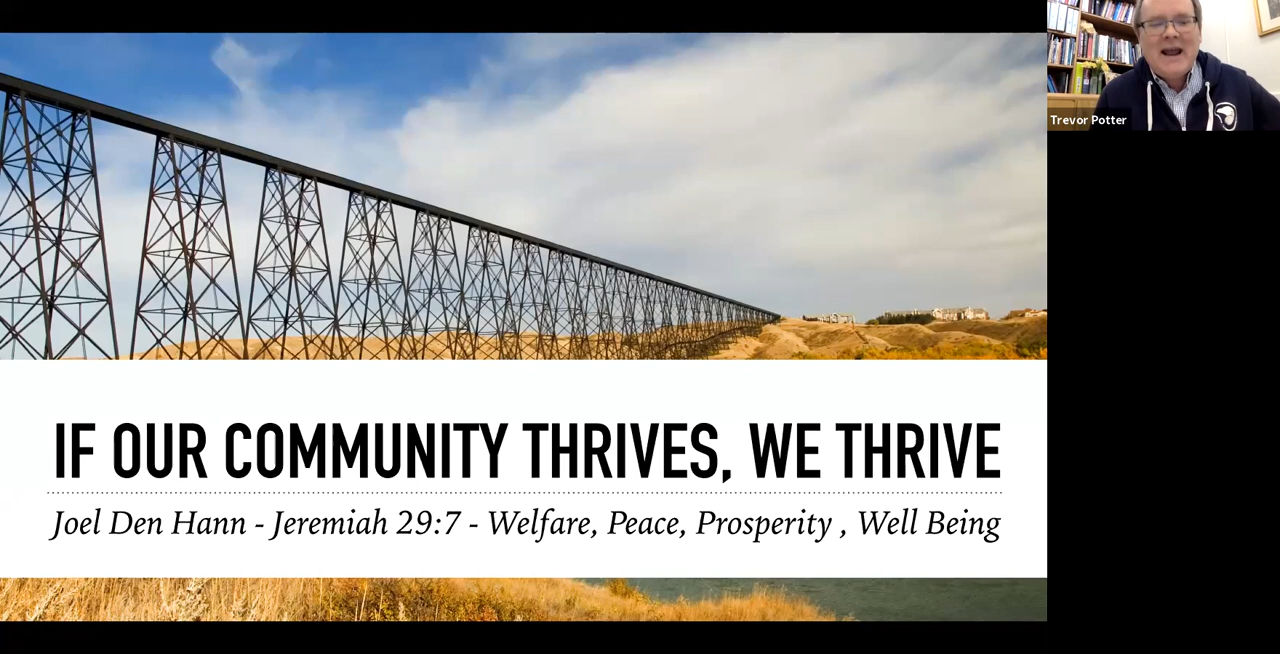 Trevor Potter
IF OUR COMMUNITY THRIVES, WE THRIVE
Joel Den Hann - Jeremiah 29:7 - Welfare, Peace, Prosperity , Well Being